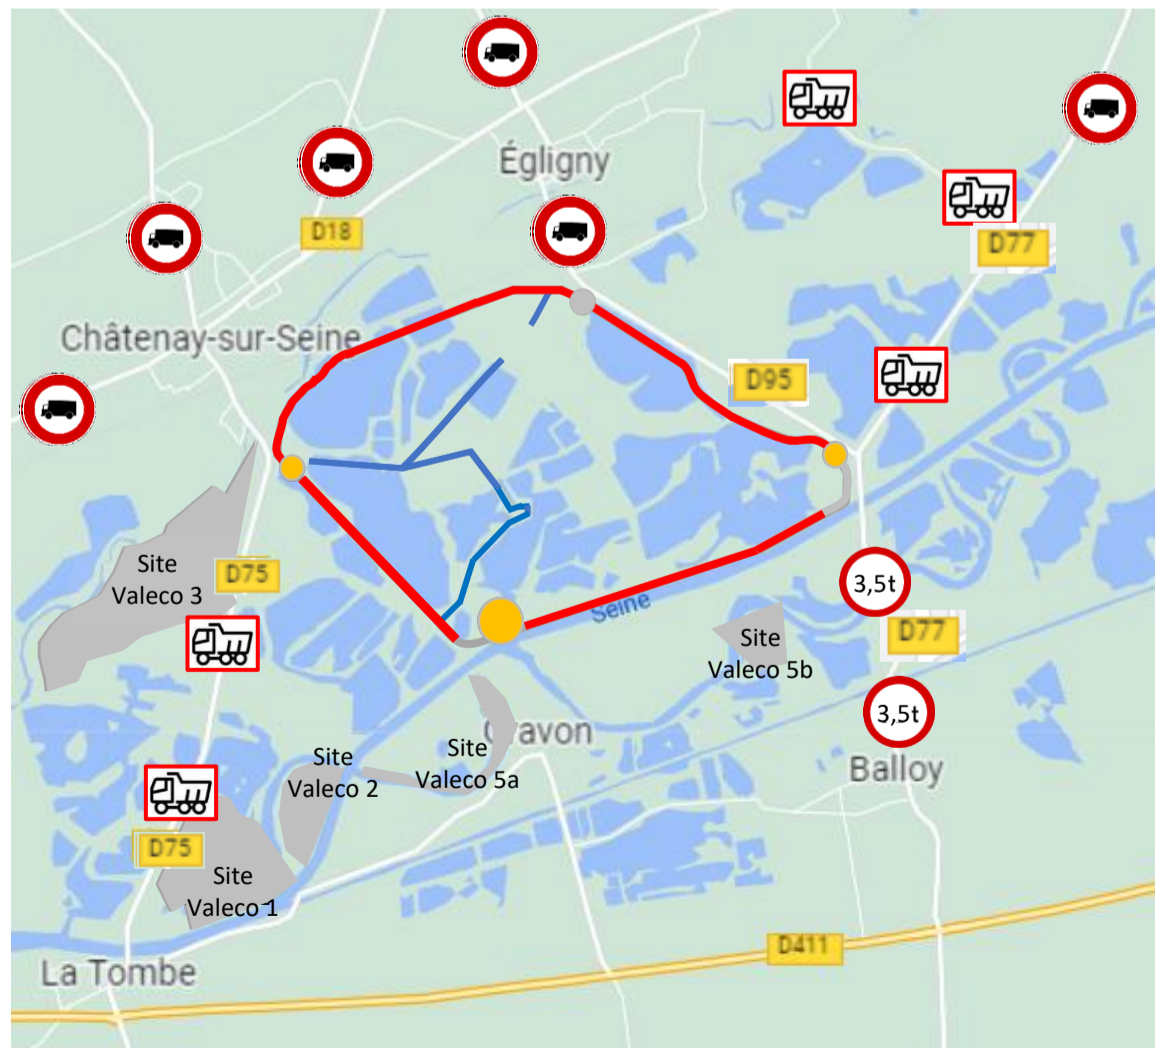 Égligny
D18
D77
Châtenay-sur-Seine
D95
Site
Valeco 3
D75
3,5t
Seine
D77
Site
Valeco 5b
3,5t
Gravon
Site
Valeco 5a
Site
Valeco 2
Balloy
D75
Site
Valeco 1
D411
La Tombe